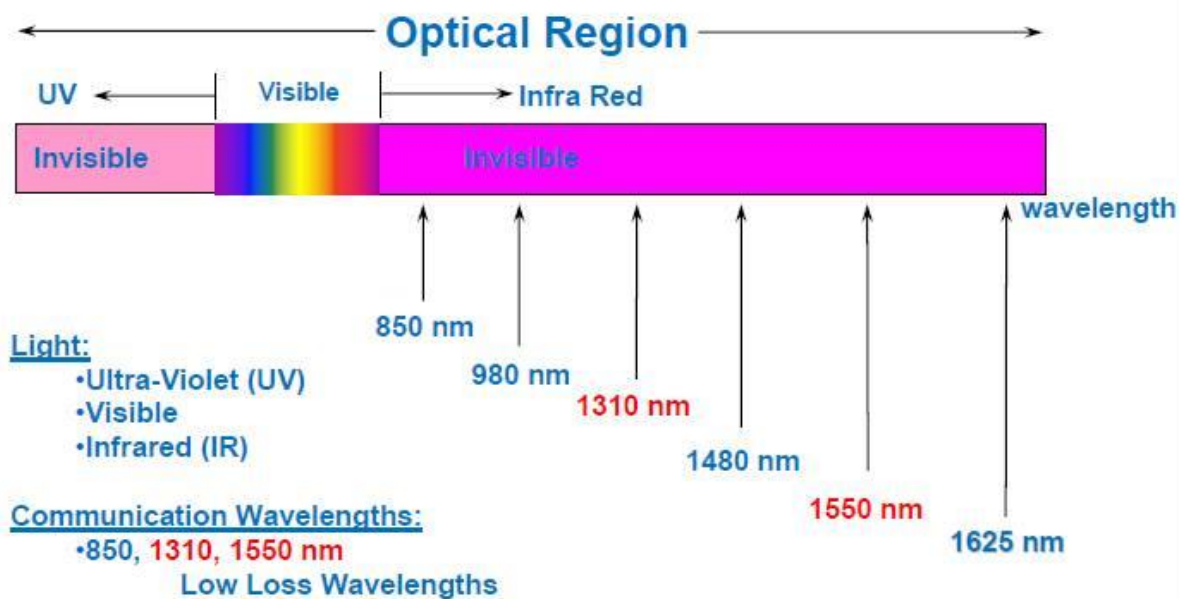 Optical Region
UV
Visible
Infra Red
Invisible
Invisible
wavelength
850 nm
980 nm
1310 nm
1480 nm
1550 nm
1625 nm
Light:
•Ultra-Violet (UV)
•Visible
•Infrared (IR)
Communication Wavelengths:
•850, 1310, 1550 nm
Low Loss Wavelengths